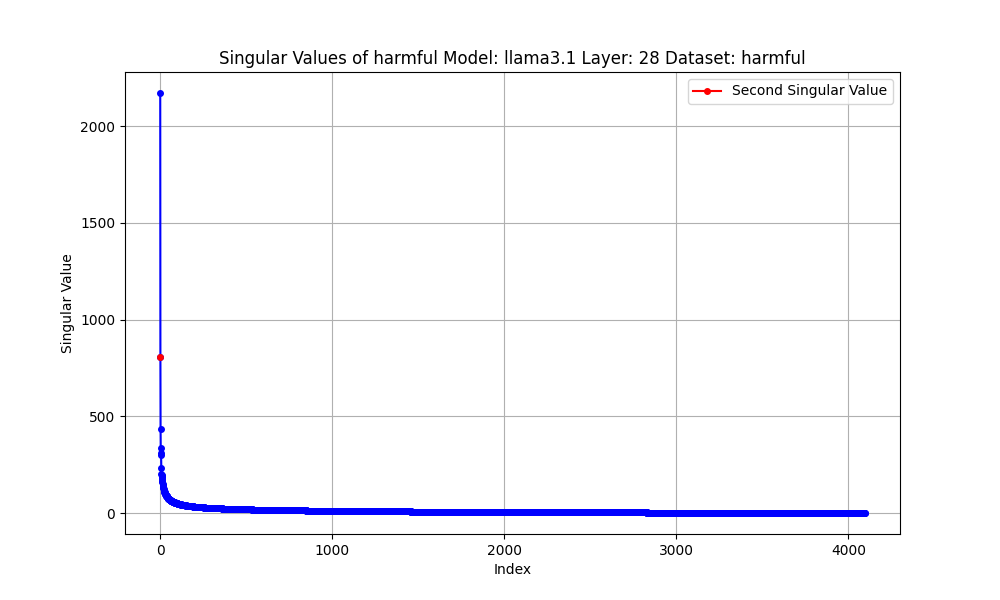 Singular Values of harmful Model: llama3.1 Layer: 28 Dataset: harmful
Second Singular Value
Singular Value
2000
1500
1000
500
0
0 1000 2000 3000 4000
Index